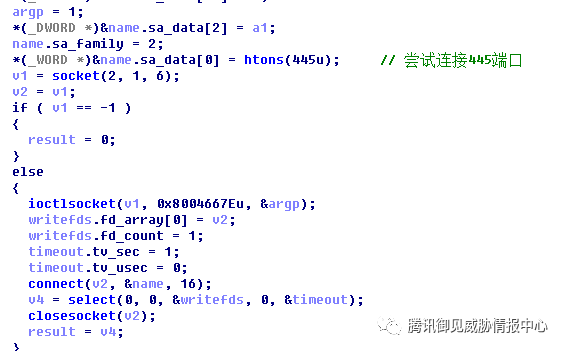 argp = 1;
*(_DWORD *)&name.sa_data[2] = a1;
name.sa_family = 2;
*(_WORD *)&name.sa_data[0] = htons(445u); // 尝试连接445端口
v1 = socket(2, 1, 6);
v2 = v1;
if ( v1 == -1 )
{
result = 0;
}
else
{
ioctlsocket(v1, 0x8004667Eu, &argp);
writefds.fd_array[0] = v2;
writefds.fd_count = 1;
timeout.tv_sec = 1;
timeout.tv_usec = 0;
connect(v2, &name, 16);
v4 = select(0, 0, &writefds, 0, &timeout);
closesocket(v2);
result = v4;
}
腾讯御见威胁情报中心